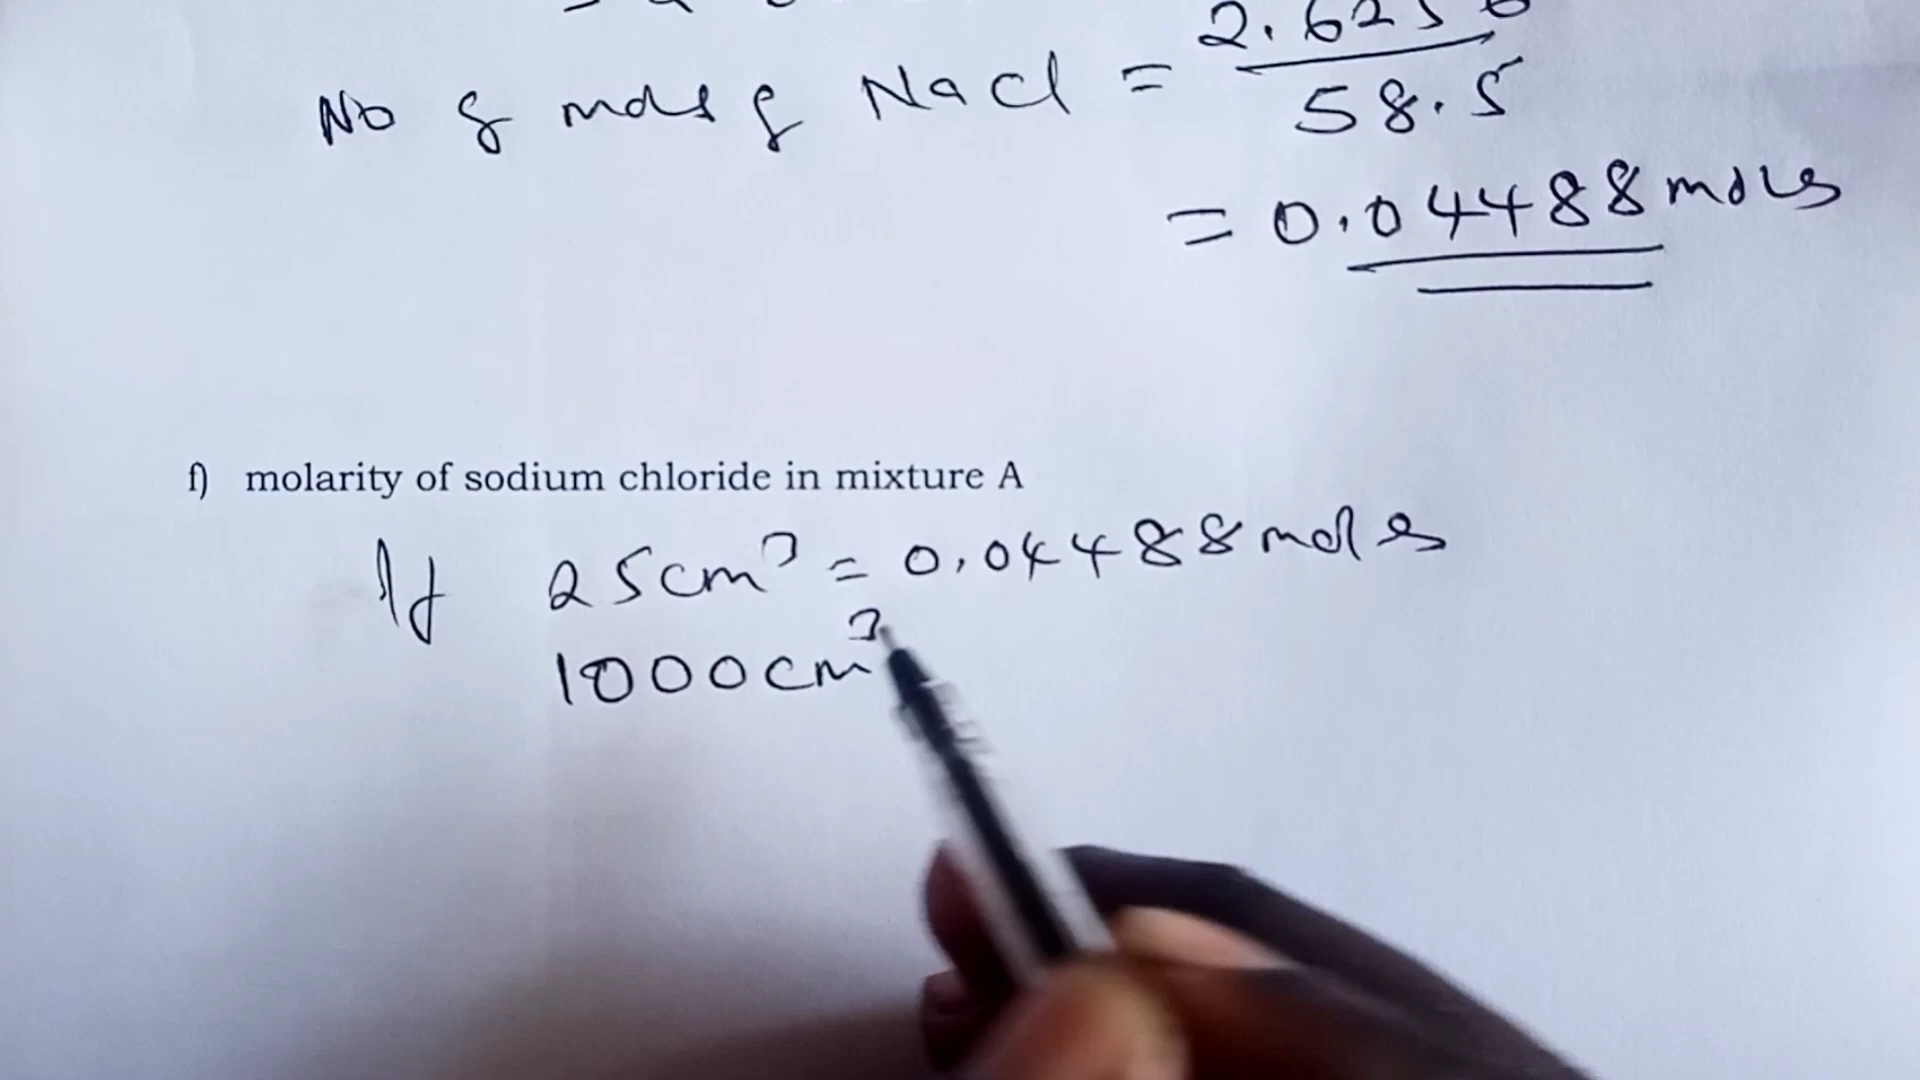 No of mols of NaCl = 2.625
58.5
= 0.04488 mols
f) molarity of sodium chloride in mixture A
If 25cm³ = 0.04488 moles
1000cm³